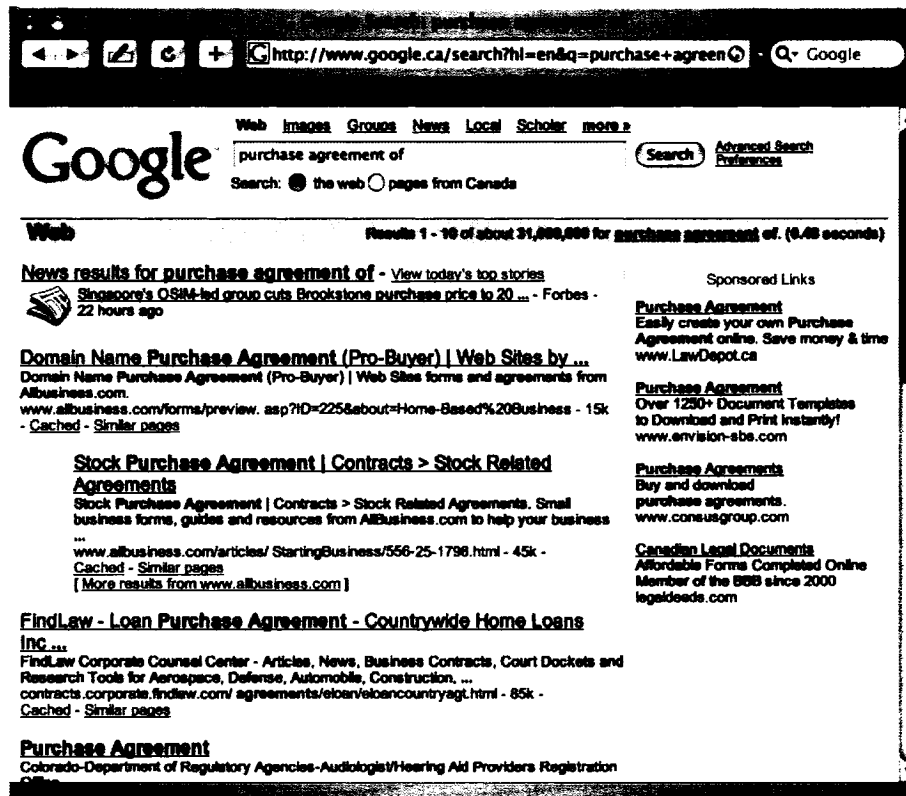 http://www.google.ca/search?hl=en&q=purchase+agreen
Google
Web Images Groups News Local Scholar more »
Google
purchase agreement of
Search
Advanced Search
Preferences
Search: the web pages from Canada
Web
Results 1 - 10 of about 31,000,000 for purchase agreement of. (0.48 seconds)
News results for purchase agreement of - View today's top stories
Singapore's OSIM-led group cuts Brookstone purchase price to 20 ... - Forbes -
22 hours ago
Domain Name Purchase Agreement (Pro-Buyer) | Web Sites by ...
Domain Name Purchase Agreement (Pro-Buyer) | Web Sites forms and agreements from
Allbusiness.com.
www.allbusiness.com/forms/preview. asp?ID=225&about=Home-Based%20Business - 15k
- Cached - Similar pages
Stock Purchase Agreement | Contracts > Stock Related
Agreements
Stock Purchase Agreement | Contracts > Stock Related Agreements. Small
business forms, guides and resources from AllBusiness.com to help your business
...
www.allbusiness.com/articles/ StartingBusiness/556-25-1798.html - 45k -
Cached - Similar pages
[ More results from www.allbusiness.com ]
FindLaw - Loan Purchase Agreement - Countrywide Home Loans
Inc ...
FindLaw Corporate Counsel Center - Articles, News, Business Contracts, Court Dockets and
Research Tools for Aerospace, Defense, Automobile, Construction, ...
contracts.corporate.findlaw.com/ agreements/eloan/eloancountryagt.html - 85k -
Cached - Similar pages
Purchase Agreement
Colorado-Department of Regulatory Agencies-Audiologist/Hearing Aid Providers Registration
Sponsored Links
Purchase Agreement
Easily create your own Purchase
Agreement online. Save money & time
www.LawDepot.ca
Purchase Agreement
Over 1250+ Document Templates
to Download and Print Instantly!
www.envision-sbs.com
Purchase Agreements
Buy and download
purchase agreements.
www.consusgroup.com
Canadian Legal Documents
Affordable Forms Completed Online
Member of the BBB since 2000
legaldeeds.com